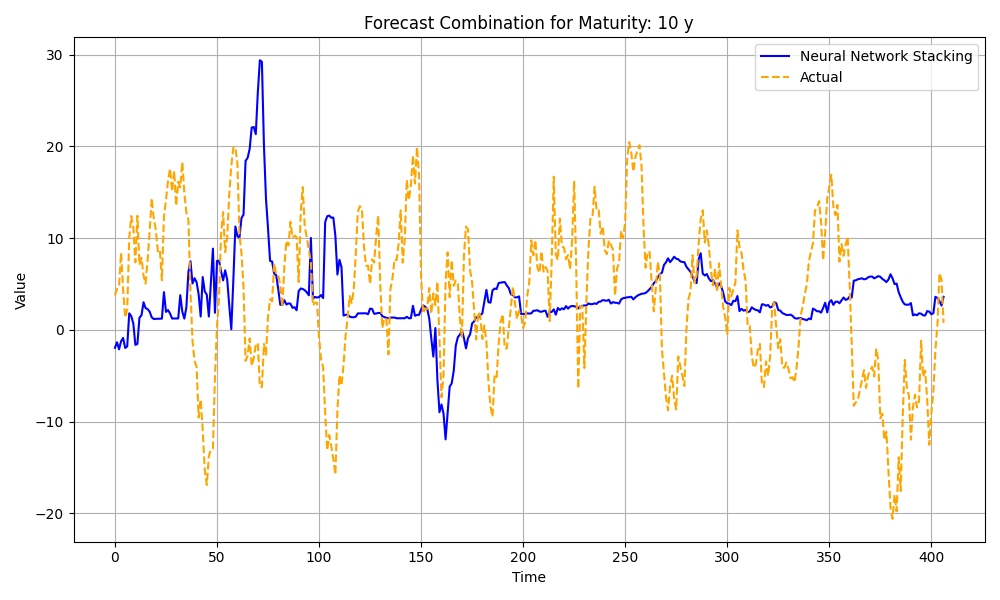 Forecast Combination for Maturity: 10 y
Neural Network Stacking
Actual
Value
30
20
10
0
−10
−20
0 50 100 150 200 250 300 350 400
Time